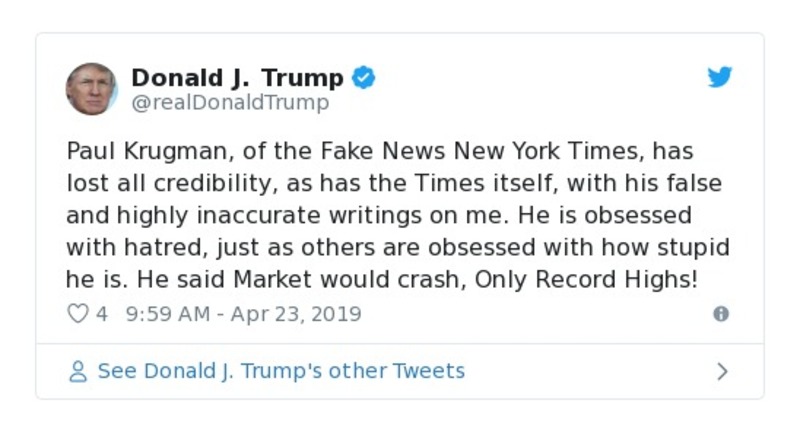 Donald J. Trump
@realDonaldTrump
Paul Krugman, of the Fake News New York Times, has
lost all credibility, as has the Times itself, with his false
and highly inaccurate writings on me. He is obsessed
with hatred, just as others are obsessed with how stupid
he is. He said Market would crash, Only Record Highs!
4 9:59 AM - Apr 23, 2019
See Donald J. Trump's other Tweets